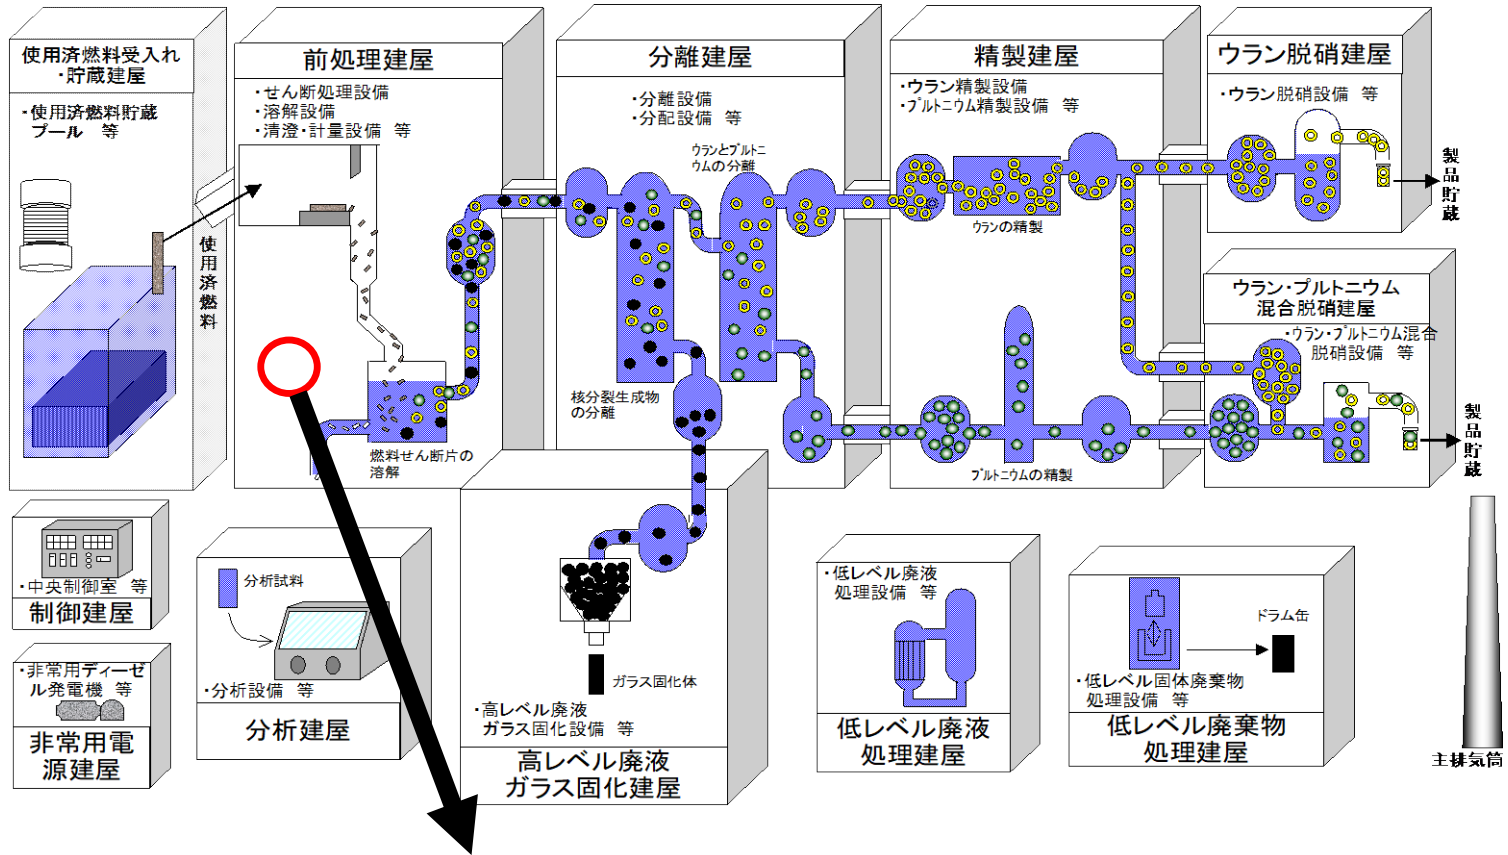 使用済燃料受入れ
・貯蔵建屋
・使用済燃料貯蔵
プール 等
使用済燃料
前処理建屋
・せん断処理設備
・溶解設備
・清澄・計量設備 等
燃料せん断片の
溶解
分離建屋
・分離設備
・分配設備 等
ウランとプルトニ
ウムの分離
核分裂生成物
の分離
精製建屋
・ウラン精製設備
・プルトニウム精製設備 等
ウランの精製
プルトニウムの精製
ウラン脱硝建屋
・ウラン脱硝設備 等
製品貯蔵
ウラン・プルトニウム
混合脱硝建屋
・ウラン・プルトニウム混合
脱硝設備 等
製品貯蔵
・中央制御室 等
制御建屋
・非常用ディーゼ
ル発電機 等
非常用電
源建屋
分析試料
・分析設備 等
分析建屋
ガラス固化体
・高レベル廃液
ガラス固化設備 等
高レベル廃液
ガラス固化建屋
・低レベル廃液
処理設備 等
低レベル廃液
処理建屋
ドラム缶
・低レベル固体廃棄物
処理設備 等
低レベル廃棄物
処理建屋
主排気筒